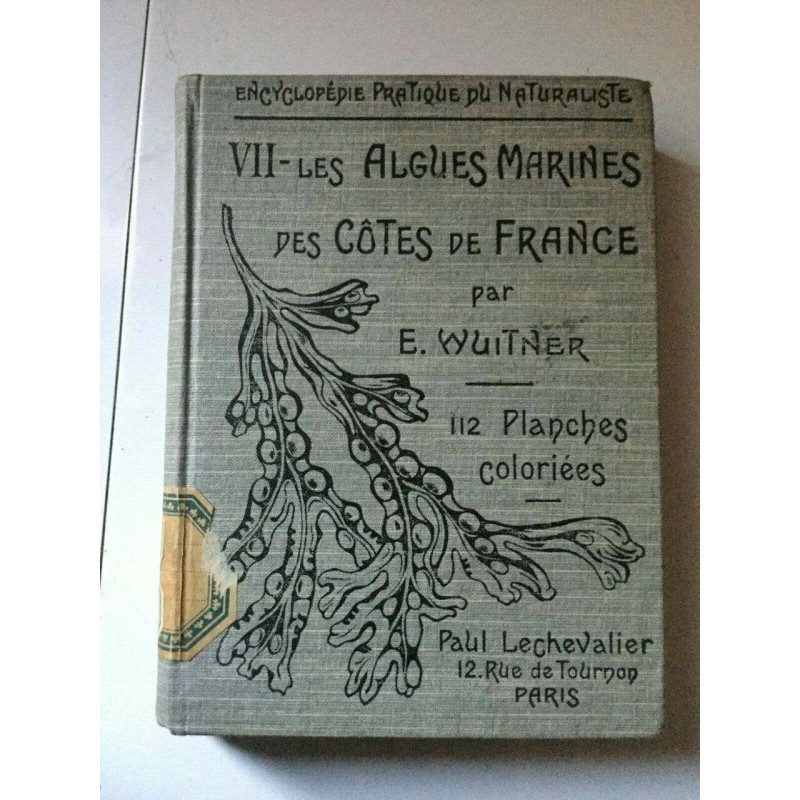 Encyclopédie Pratique du Naturaliste
VII - Les Algues Marines
des Côtes de France
par
E. Wuitner
112 Planches
coloriées
Paul Lechevalier
12. Rue de Tournon
Paris